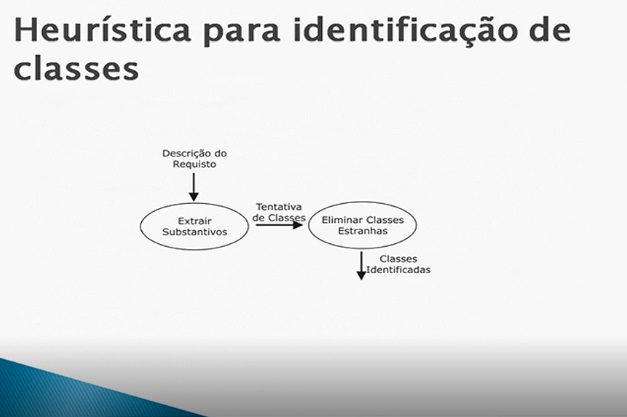 Heurística para identificação de
classes
Descrição do
Requisto
Extrair
Substantivos
Tentativa
de Classes
Eliminar Classes
Estranhas
Classes
Identificadas